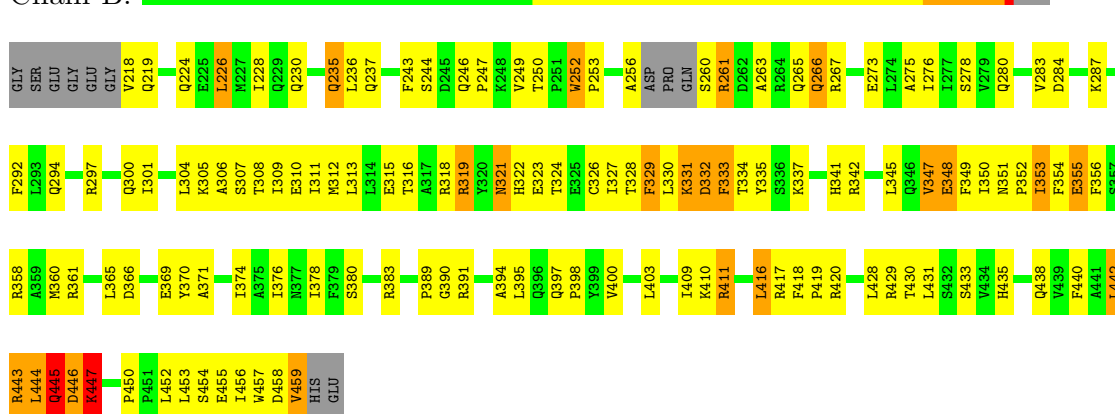 Chain B:
GLY SER GLU GLY GLU GLY V218 Q219 Q224 E225 L226 M227 I228 Q229 Q230 Q235 L236 Q237 F243 S244 D245 Q246 P247 K248 V249 T250 P251 W252 P253 A256 ASP PRO GLN S260 R261 D262 A263 R264 Q265 Q266 R267 E273 L274 A275 I276 I277 S278 V279 Q280 V283 D284 K287
F292 L293 Q294 R297 Q300 I301 L304 K305 A306 S307 T308 I309 E310 I311 M312 L313 L314 E315 T316 A317 R318 R319 Y320 N321 H322 E323 T324 E325 C326 I327 T328 F329 L330 K331 D332 F333 T334 Y335 S336 K337 H341 R342 L345 Q346 V347 E348 F349 I350 N351 P352 I353 F354 E355 F356 S357
R358 A359 M360 R361 L365 D366 E369 Y370 A371 I374 A375 I376 N377 I378 F379 S380 R383 P389 G390 R391 A394 L395 Q396 Q397 P398 Y399 V400 L403 I409 K410 R411 L416 R417 F418 P419 R420 L428 R429 T430 L431 S432 S433 V434 H435 Q438 V439 F440 A441 L442
R443 L444 Q445 D446 K447 P450 P451 L452 L453 S454 E455 I456 W457 D458 V459 HIS GLU